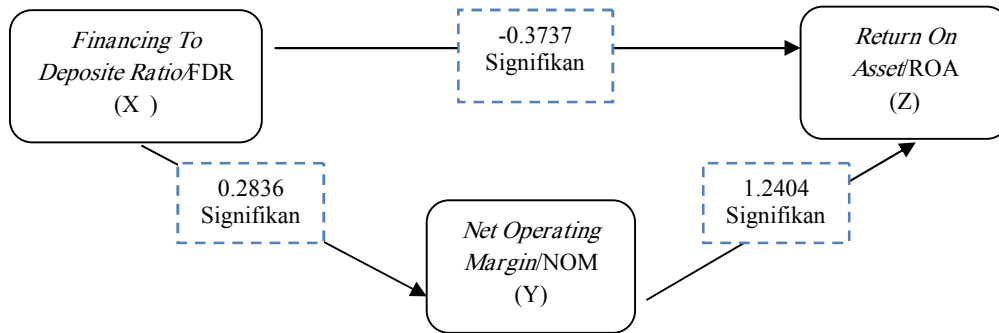 Financing To
Deposite Ratio/FDR
(X )
-0.3737
Signifikan
Return On
Asset/ROA
(Z)
0.2836
Signifikan
1.2404
Signifikan
Net Operating
Margin/NOM
(Y)